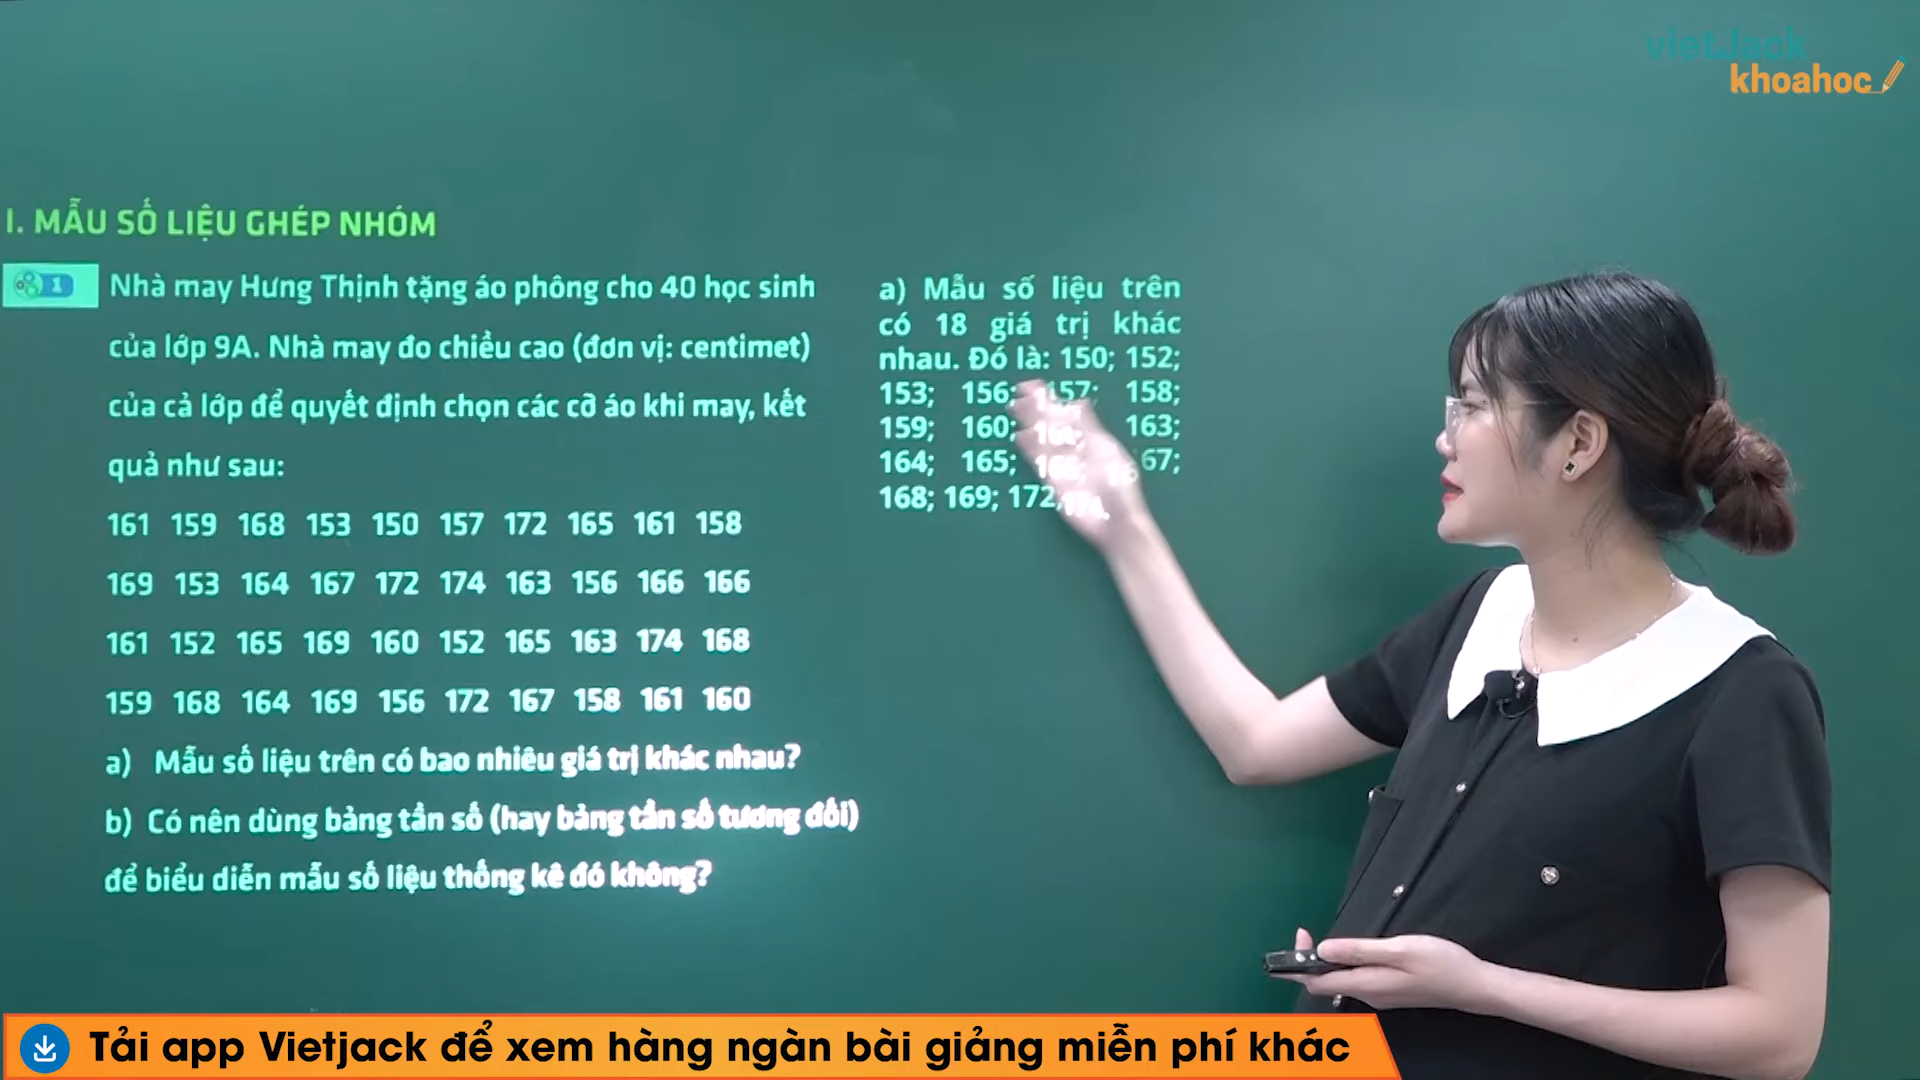 vietJack
khoahoc
I. MẪU SỐ LIỆU GHÉP NHÓM
1 Nhà may Hưng Thịnh tặng áo phông cho 40 học sinh
của lớp 9A. Nhà may đo chiều cao (đơn vị: centimet)
của cả lớp để quyết định chọn các cỡ áo khi may, kết
quả như sau:
161 159 168 153 150 157 172 165 161 158
169 153 164 167 172 174 163 156 166 166
161 152 165 169 160 152 165 163 174 168
159 168 164 169 156 172 167 158 161 160
a) Mẫu số liệu trên có bao nhiêu giá trị khác nhau?
b) Có nên dùng bảng tần số (hay bảng tần số tương đối)
để biểu diễn mẫu số liệu thống kê đó không?
a) Mẫu số liệu trên
có 18 giá trị khác
nhau. Đó là: 150; 152;
153; 156; 157; 158;
159; 160; 163;
164; 165; 67;
168; 169; 172; 174.
Tải app Vietjack để xem hàng ngàn bài giảng miễn phí khác